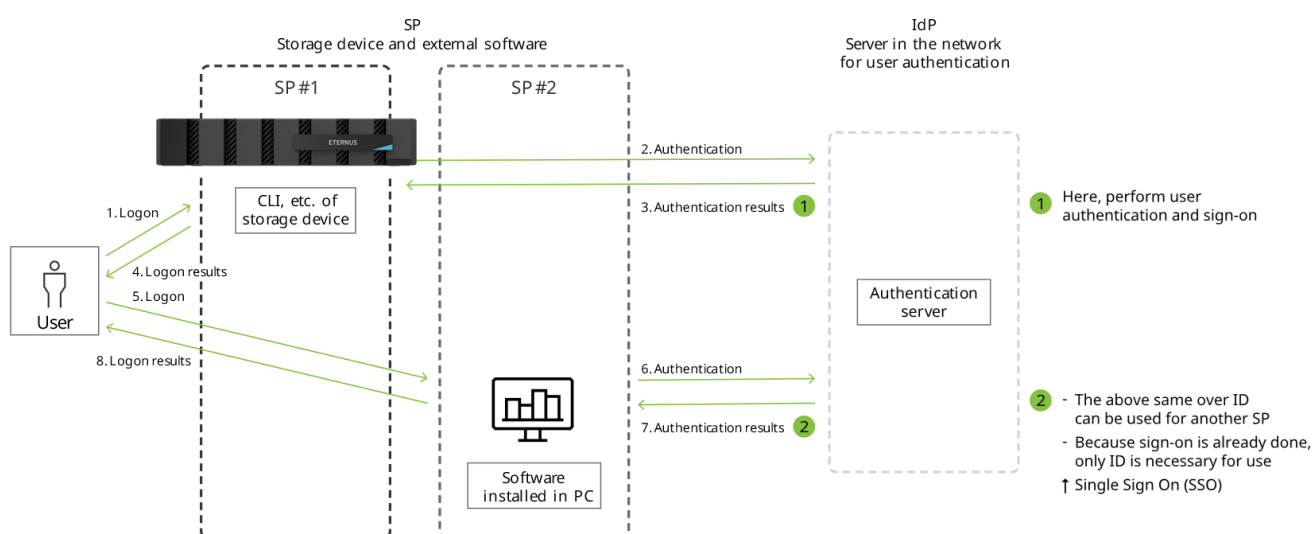 SP
Storage device and external software
IdP
Server in the network
for user authentication
SP #1
SP #2
ETERNUS
2. Authentication
CLI, etc. of
storage device
3. Authentication results 1
1 Here, perform user
authentication and sign-on
1. Logon
4. Logon results
5. Logon
User
8. Logon results
Authentication
server
6. Authentication
7. Authentication results 2
2 - The above same over ID
can be used for another SP
- Because sign-on is already done,
only ID is necessary for use
↑ Single Sign On (SSO)
Software
installed in PC